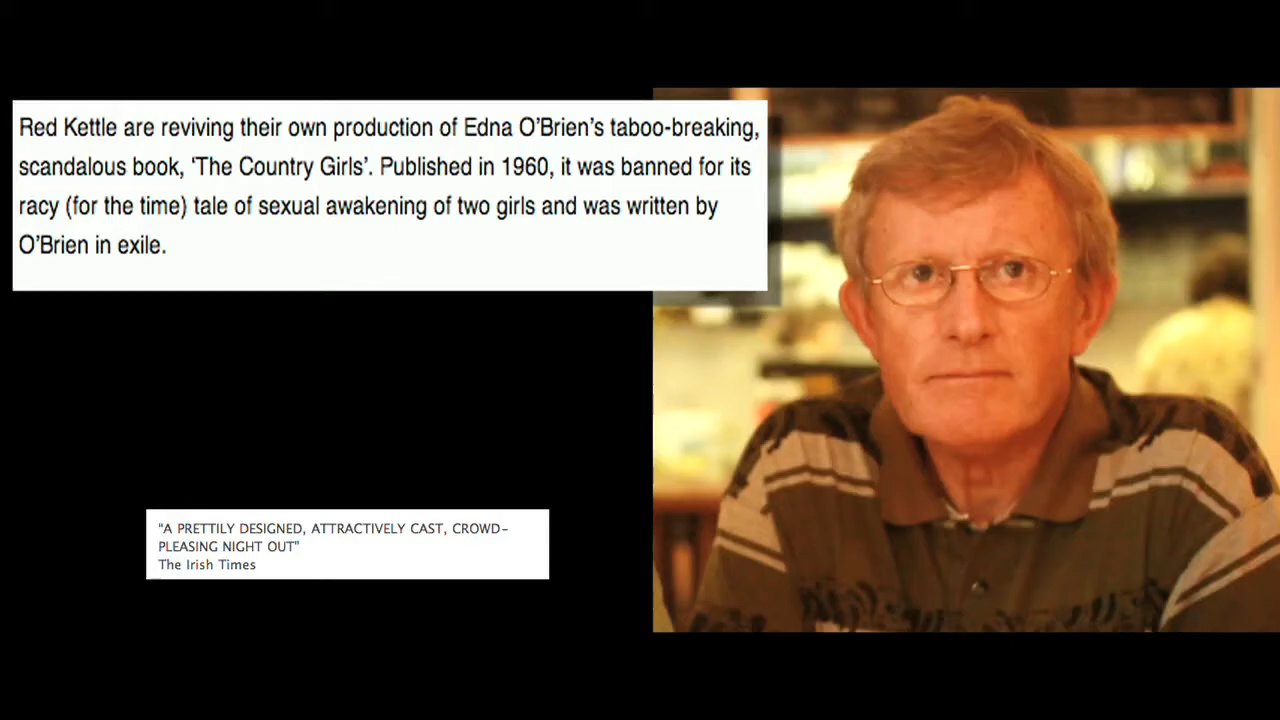 Red Kettle are reviving their own production of Edna O'Brien's taboo-breaking,
scandalous book, ‘The Country Girls’. Published in 1960, it was banned for its
racy (for the time) tale of sexual awakening of two girls and was written by
O'Brien in exile.
"A PRETTILY DESIGNED, ATTRACTIVELY CAST, CROWD-
PLEASING NIGHT OUT"
The Irish Times